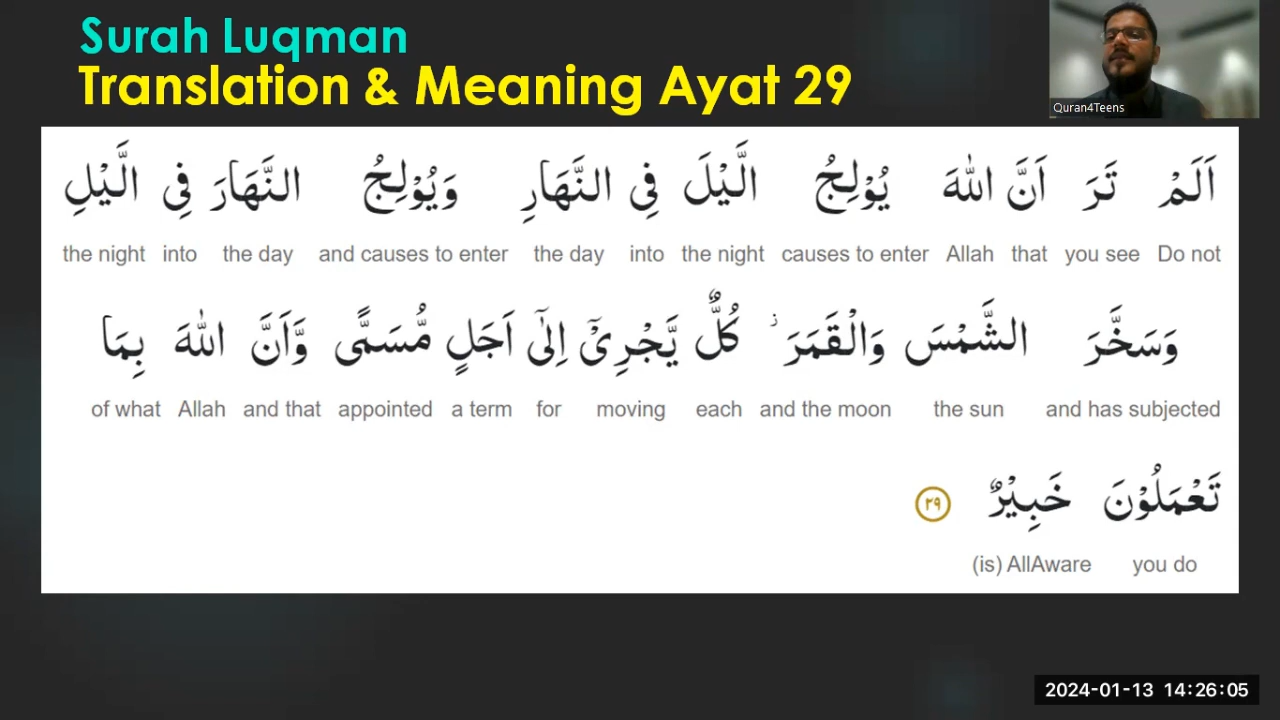 Surah Luqman
Translation & Meaning Ayat 29
Quran4Teens
اَلَمْ تَرَ اَنَّ اللّٰهَ يُوْلِجُ الَّيْلَ فِى النَّهَارِ وَيُوْلِجُ النَّهَارَ فِى الَّيْلِ
the night into the day and causes to enter the day into the night causes to enter Allah that you see Do not
وَسَخَّرَ الشَّمْسَ وَالْقَمَرَ ۫ كُلٌّ يَّجْرِىْۤ اِلٰٓى اَجَلٍ مُّسَمًّى وَّاَنَّ اللّٰهَ بِمَا
of what Allah and that appointed a term for moving each and the moon the sun and has subjected
تَعْمَلُوْنَ خَبِيْرٌ ٢٩
(is) AllAware you do
2024-01-13 14:26:05